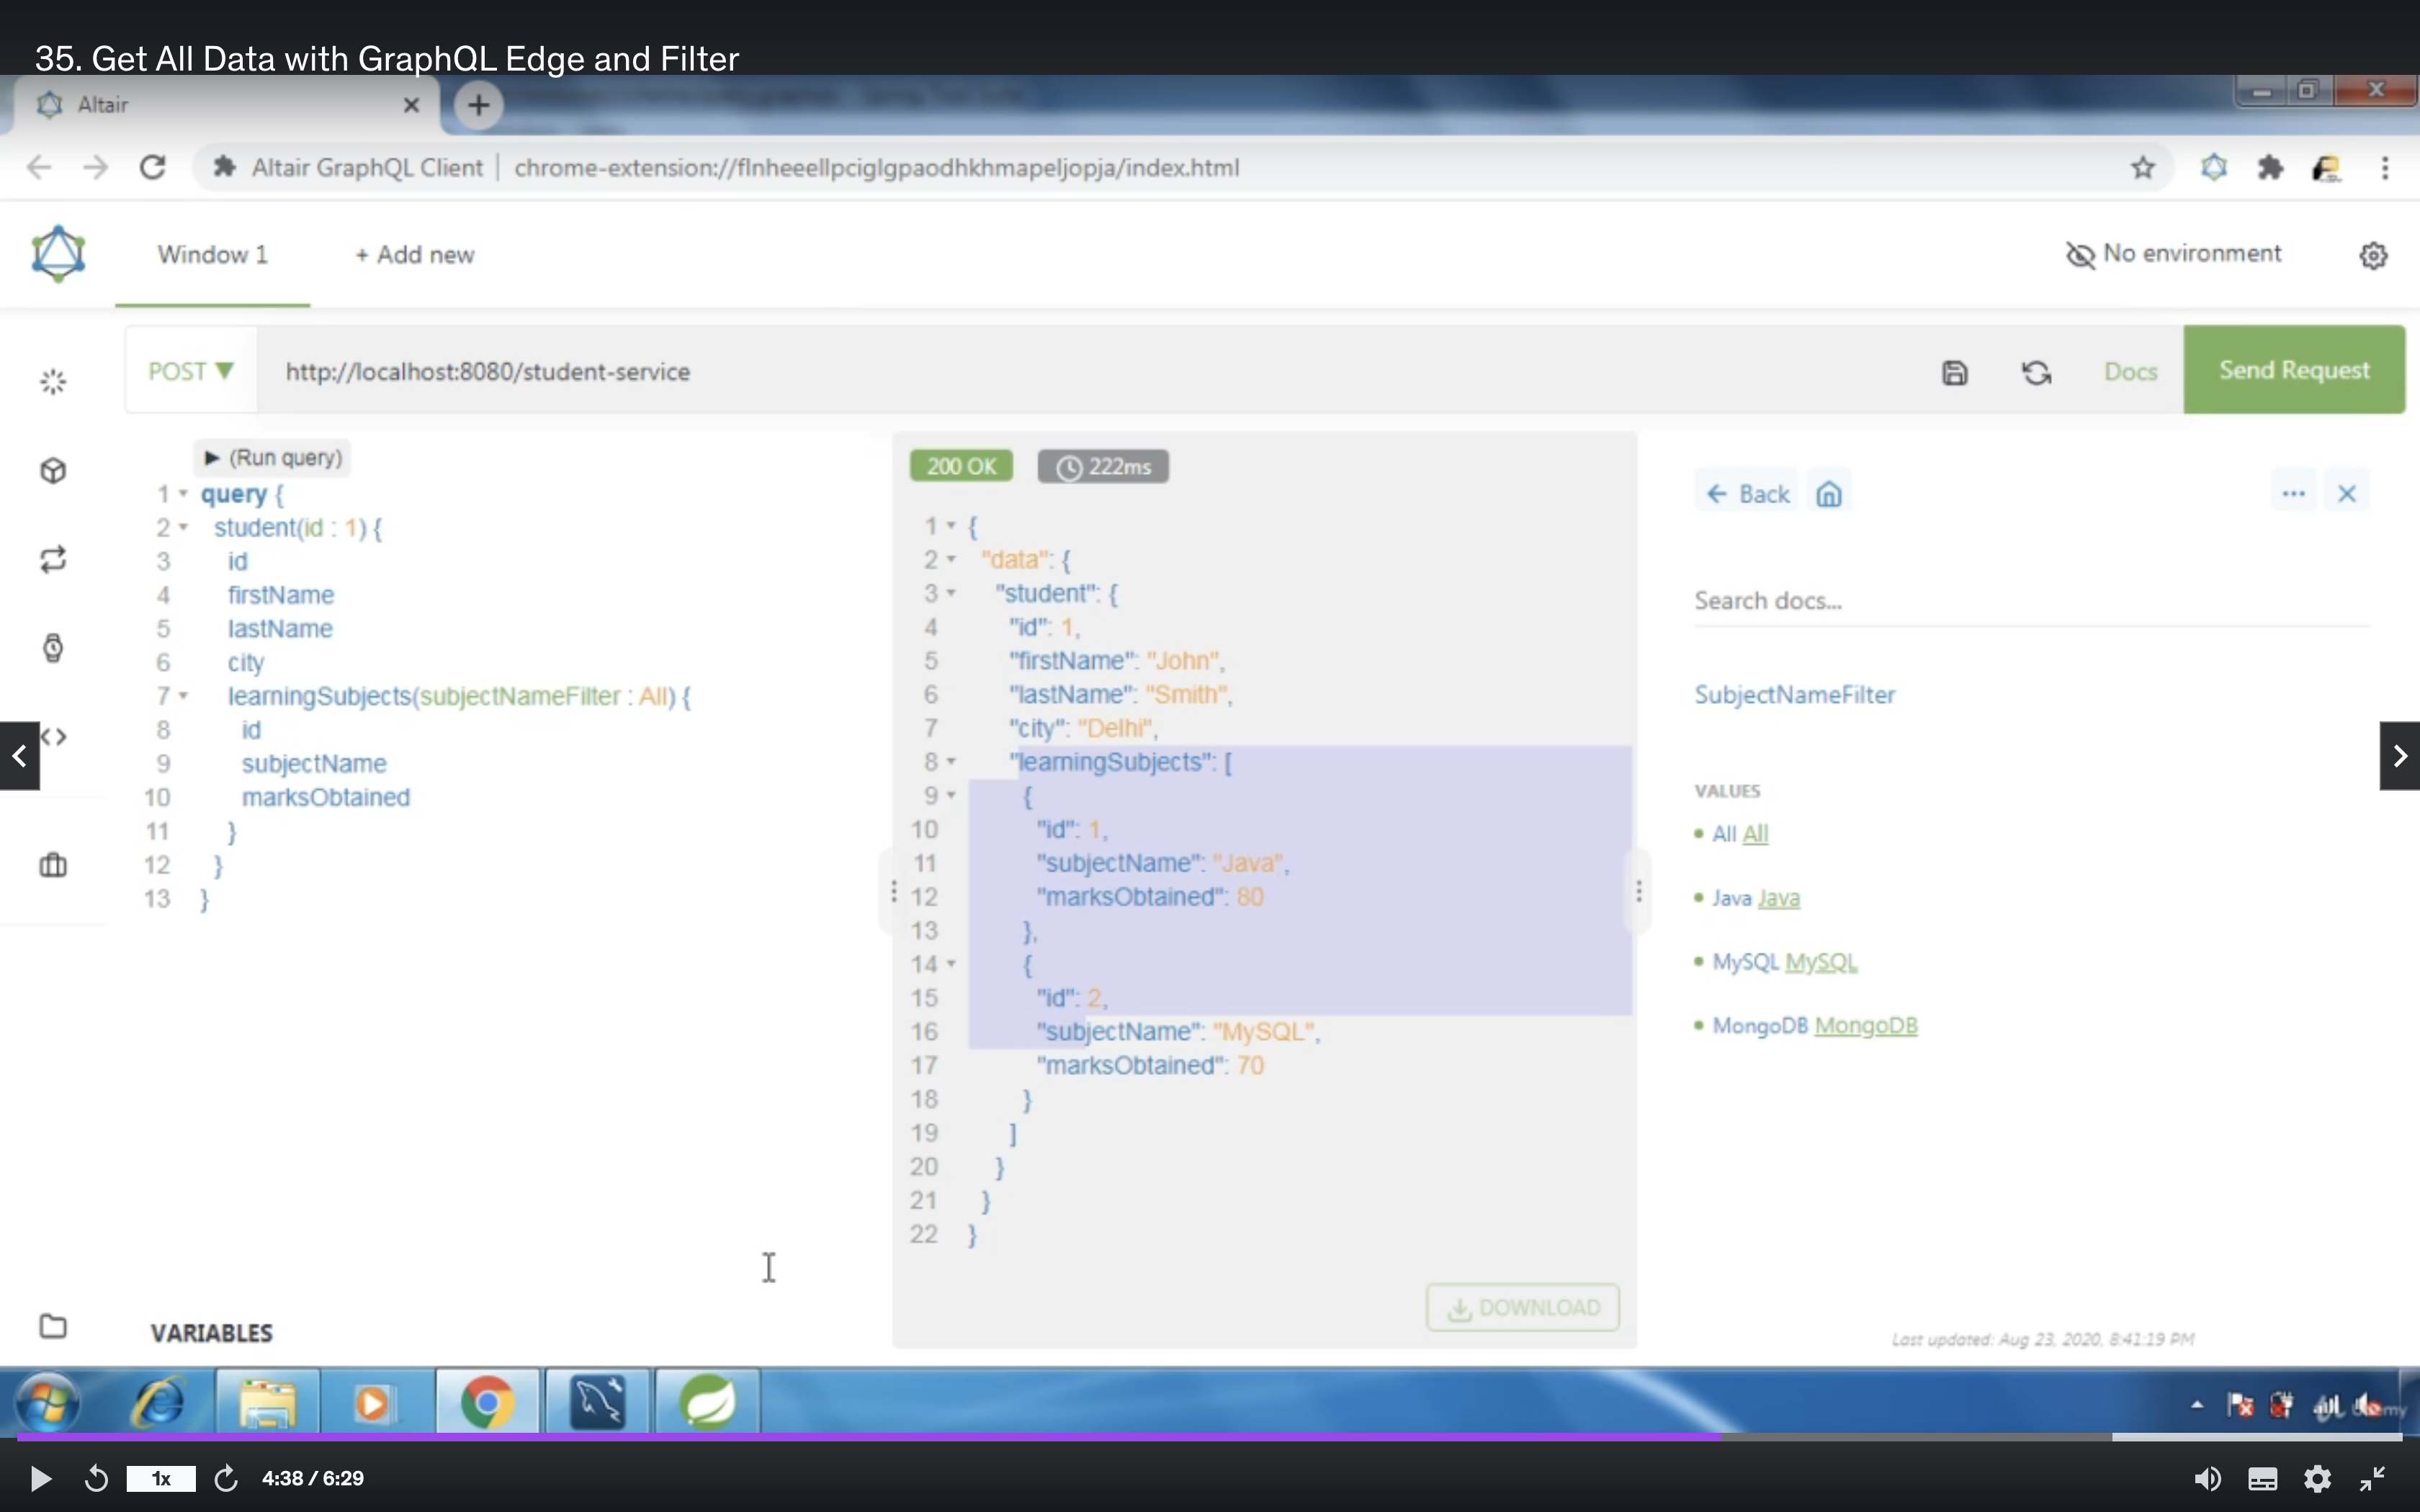 35. Get All Data with GraphQL Edge and Filter
Altair
Altair GraphQL Client | chrome-extension://flnheeellpciglgpaodhkhmapeljopja/index.html
Window 1
+ Add new
No environment
POST
http://localhost:8080/student-service
Docs
Send Request
(Run query)
1 query {
2 student(id : 1) {
3 id
4 firstName
5 lastName
6 city
7 learningSubjects(subjectNameFilter : All) {
8 id
9 subjectName
10 marksObtained
11 }
12 }
13 }
VARIABLES
200 OK
222ms
1 {
2 "data": {
3 "student": {
4 "id": 1,
5 "firstName": "John",
6 "lastName": "Smith",
7 "city": "Delhi",
8 "learningSubjects": [
9 {
10 "id": 1,
11 "subjectName": "Java",
12 "marksObtained": 80
13 },
14 {
15 "id": 2,
16 "subjectName": "MySQL",
17 "marksObtained": 70
18 }
19 ]
20 }
21 }
22 }
DOWNLOAD
Back
Search docs...
SubjectNameFilter
VALUES
All All
Java Java
MySQL MySQL
MongoDB MongoDB
Last updated: Aug 23, 2020, 8:41:19 PM
1x
4:38 / 6:29